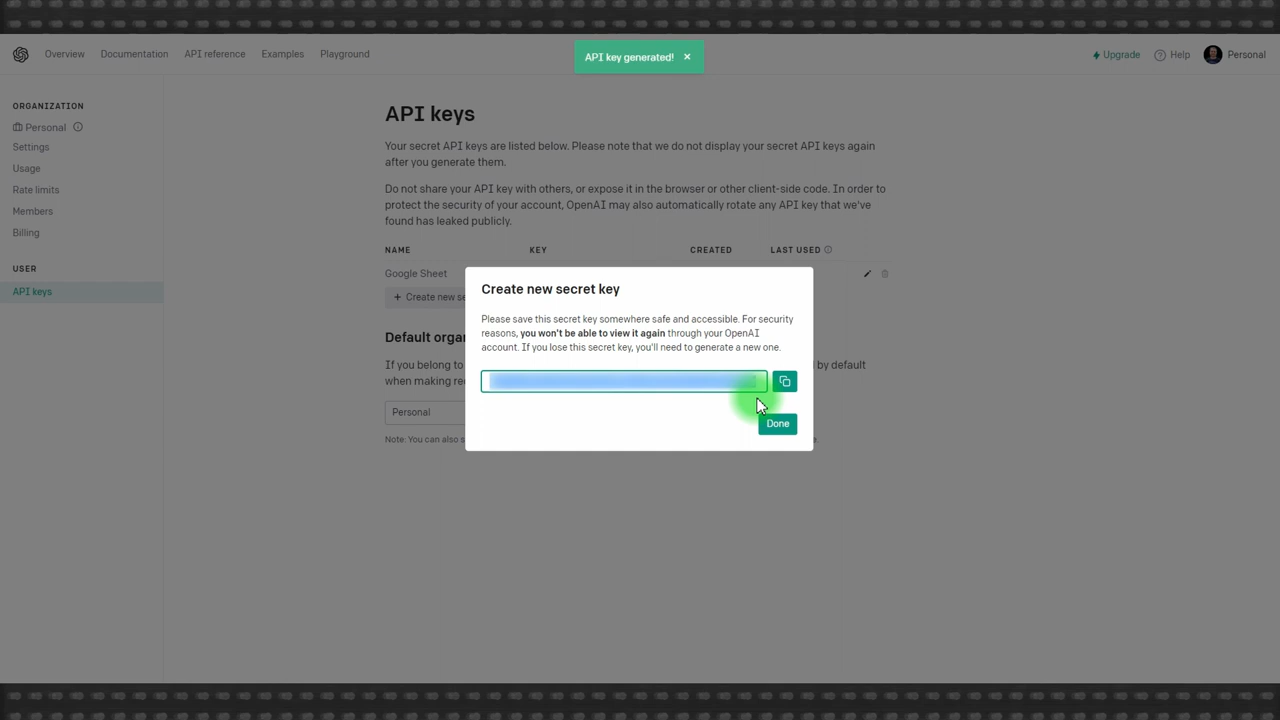 Overview Documentation API reference Examples Playground
API key generated! ×
Upgrade Help Personal
ORGANIZATION
Personal
Settings
Usage
Rate limits
Members
Billing
USER
API keys
API keys
Your secret API keys are listed below. Please note that we do not display your secret API keys again
after you generate them.
Do not share your API key with others, or expose it in the browser or other client-side code. In order to
protect the security of your account, OpenAI may also automatically rotate any API key that we've
found has leaked publicly.
NAME KEY CREATED LAST USED
Google Sheet
+ Create new se
Default orga
If you belong to by default
when making rec
Personal
Note: You can also s
Create new secret key
Please save this secret key somewhere safe and accessible. For security
reasons, you won't be able to view it again through your OpenAI
account. If you lose this secret key, you'll need to generate a new one.
Done